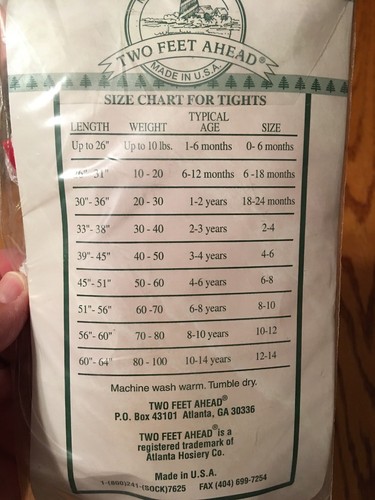 TWO FEET AHEAD®
MADE IN U.S.A.
SIZE CHART FOR TIGHTS
LENGTH WEIGHT TYPICAL AGE SIZE
Up to 26" Up to 10 lbs. 1-6 months 0- 6 months
31" 10 - 20 6-12 months 6 -18 months
30"- 36" 20 - 30 1-2 years 18-24 months
33"- 38" 30 - 40 2-3 years 2-4
39"- 45" 40 - 50 3-4 years 4-6
45"- 51" 50 - 60 4-6 years 6-8
51"- 56" 60 -70 6-8 years 8-10
56"- 60" 70 - 80 8-10 years 10-12
60"- 64" 80 - 100 10-14 years 12-14
Machine wash warm. Tumble dry.
TWO FEET AHEAD®
P.O. Box 43101 Atlanta, GA 30336
TWO FEET AHEAD® is a
registered trademark of
Atlanta Hosiery Co.
Made in U.S.A.
1-(800)241-(SOCK)7625 FAX (404) 699-7254